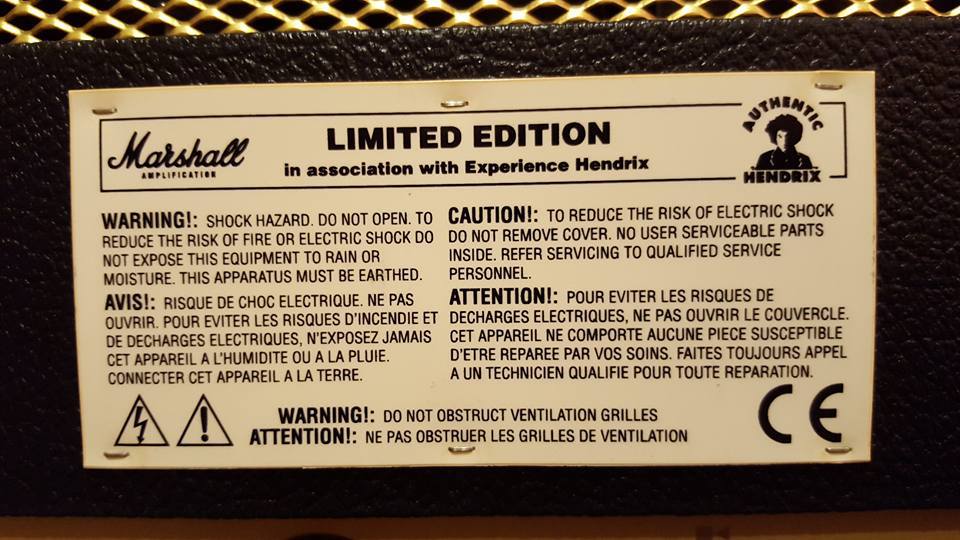 Marshall
AMPLIFICATION
LIMITED EDITION
in association with Experience Hendrix
AUTHENTIC
HENDRIX
WARNING!: SHOCK HAZARD. DO NOT OPEN. TO
REDUCE THE RISK OF FIRE OR ELECTRIC SHOCK DO
NOT EXPOSE THIS EQUIPMENT TO RAIN OR
MOISTURE. THIS APPARATUS MUST BE EARTHED.
AVIS!: RISQUE DE CHOC ELECTRIQUE. NE PAS
OUVRIR. POUR EVITER LES RISQUES D'INCENDIE ET
DE DECHARGES ELECTRIQUES, N'EXPOSEZ JAMAIS
CET APPAREIL A L'HUMIDITE OU A LA PLUIE.
CONNECTER CET APPAREIL A LA TERRE.
CAUTION!: TO REDUCE THE RISK OF ELECTRIC SHOCK
DO NOT REMOVE COVER. NO USER SERVICEABLE PARTS
INSIDE. REFER SERVICING TO QUALIFIED SERVICE
PERSONNEL.
ATTENTION!: POUR EVITER LES RISQUES DE
DECHARGES ELECTRIQUES, NE PAS OUVRIR LE COUVERCLE.
CET APPAREIL NE COMPORTE AUCUNE PIECE SUSCEPTIBLE
D'ETRE REPAREE PAR VOS SOINS. FAITES TOUJOURS APPEL
A UN TECHNICIEN QUALIFIE POUR TOUTE REPARATION.
WARNING!: DO NOT OBSTRUCT VENTILATION GRILLES
ATTENTION!: NE PAS OBSTRUER LES GRILLES DE VENTILATION
CE